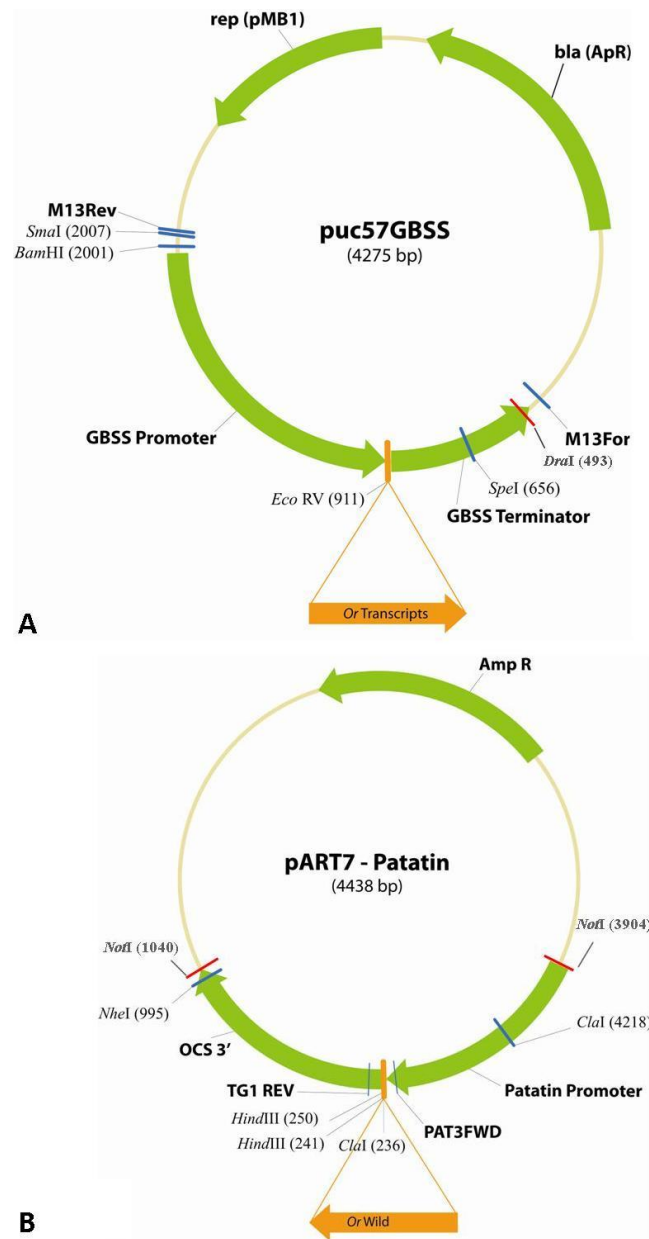 rep (pMB1)
bla (ApR)
M13Rev
SmaI (2007)
BamHI (2001)
puc57GBSS
(4275 bp)
GBSS Promoter
M13For
DraI (493)
SpeI (656)
Eco RV (911)
GBSS Terminator
Or Transcripts
A
Amp R
pART7 - Patatin
(4438 bp)
NotI (1040)
NotI (3904)
NheI (995)
ClaI (4218)
OCS 3’
TG1 REV
Patatin Promoter
HindIII (250)
PAT3FWD
HindIII (241)
ClaI (236)
Or Wild
B